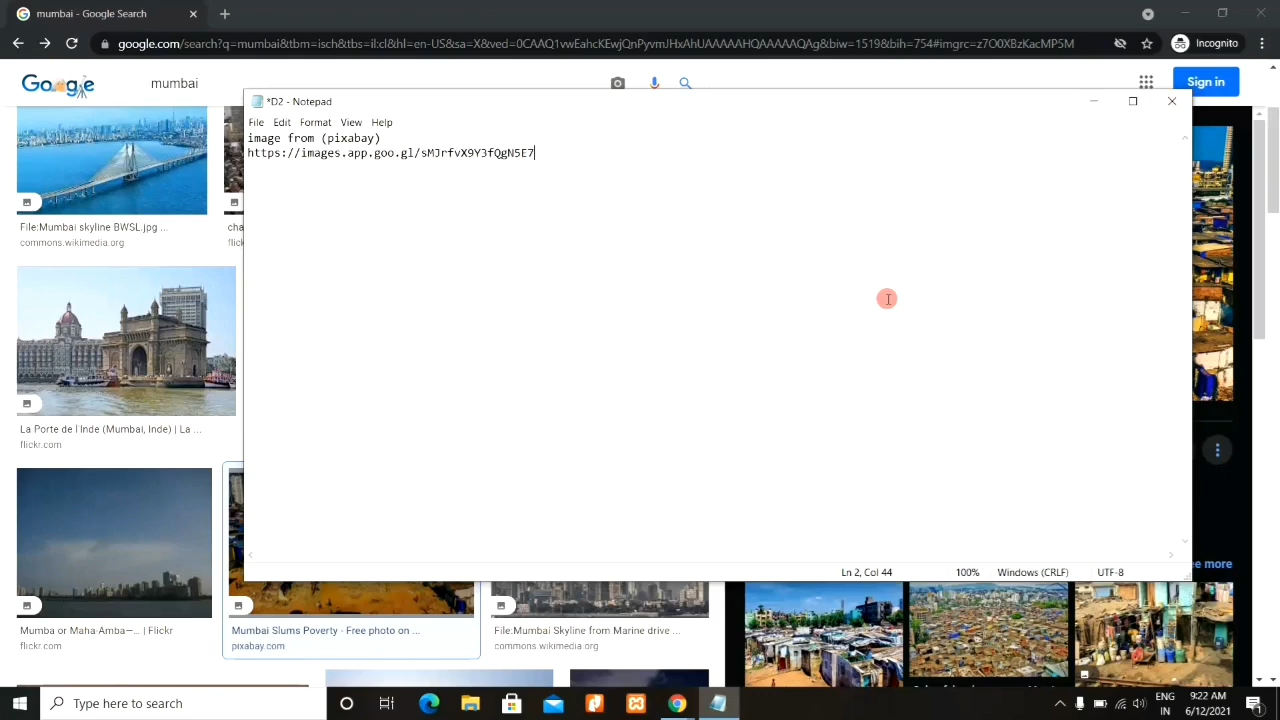 mumbai - Google Search
google.com/search?q=mumbai&tbm=isch&tbs=il:cl&hl=en-US&sa=X&ved=0CAAQ1vwEahcKEwjQnPyvmJHxAhUAAAAAHQAAAAAQAg&biw=1519&bih=754#imgrc=z7O0XBzKacMP5M
Incognito
Google
mumbai
Sign in
*D2 - Notepad
File Edit Format View Help
image from (pixabay)
https://images.app.goo.gl/sMJrfvX9Y3fQgN5E7
File:Mumbai skyline BWSL.jpg ...
commons.wikimedia.org
La Porte de l'Inde (Mumbai, Inde) | La ...
flickr.com
Ln 2, Col 44
100%
Windows (CRLF)
UTF-8
Mumba or Maha-Amba—... | Flickr
flickr.com
Mumbai Slums Poverty - Free photo on ...
pixabay.com
File:Mumbai Skyline from Marine drive ...
commons.wikimedia.org
Type here to search
ENG
IN
9:22 AM
6/12/2021